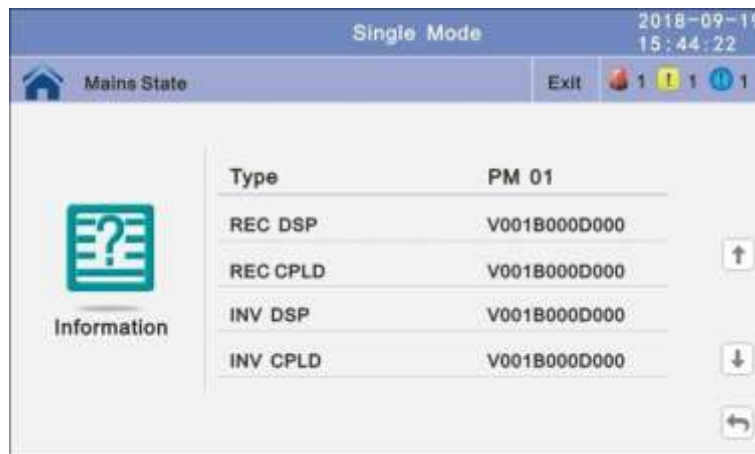 Single Mode
2018-09-19
15:44:22
Mains State
Exit
1
! 1
1
Type PM 01
REC DSP V001B000D000
REC CPLD V001B000D000
INV DSP V001B000D000
INV CPLD V001B000D000
?
Information